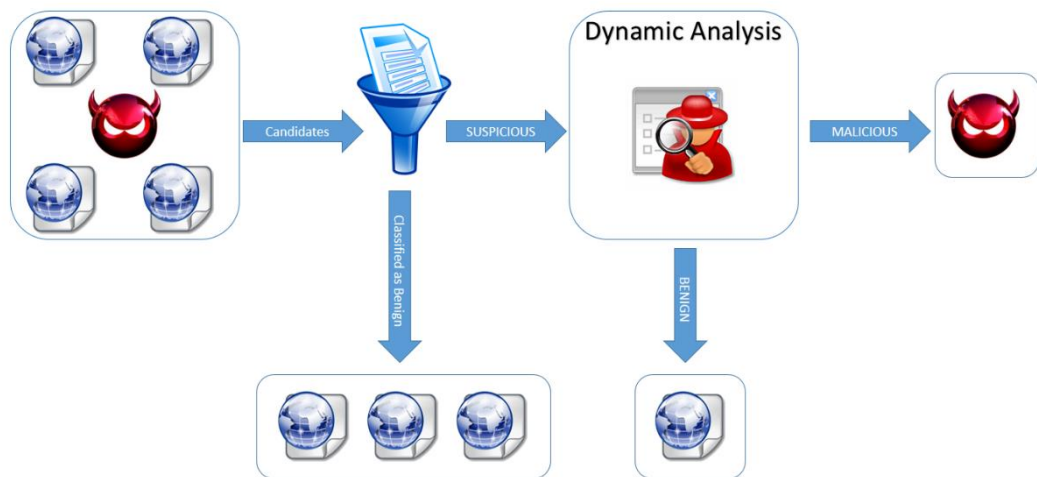 Dynamic Analysis
Candidates
SUSPICIOUS
MALICIOUS
Classified as
Benign
BENIGN